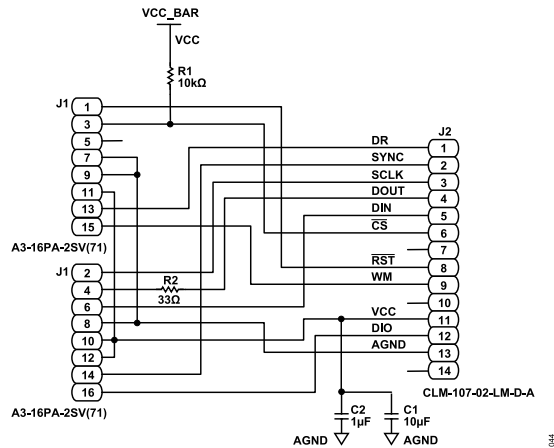 VCC_BAR
VCC
R1
10kΩ
J1
1
3
5
7
9
11
13
15
A3-16PA-2SV(71)
J1
2
4
6
8
10
12
14
16
A3-16PA-2SV(71)
R2
33Ω
DR
SYNC
SCLK
DOUT
DIN
CS
RST
WM
VCC
DIO
AGND
J2
1
2
3
4
5
6
7
8
9
10
11
12
13
14
CLM-107-02-LM-D-A
C2
1µF
C1
10µF
AGND
AGND
044